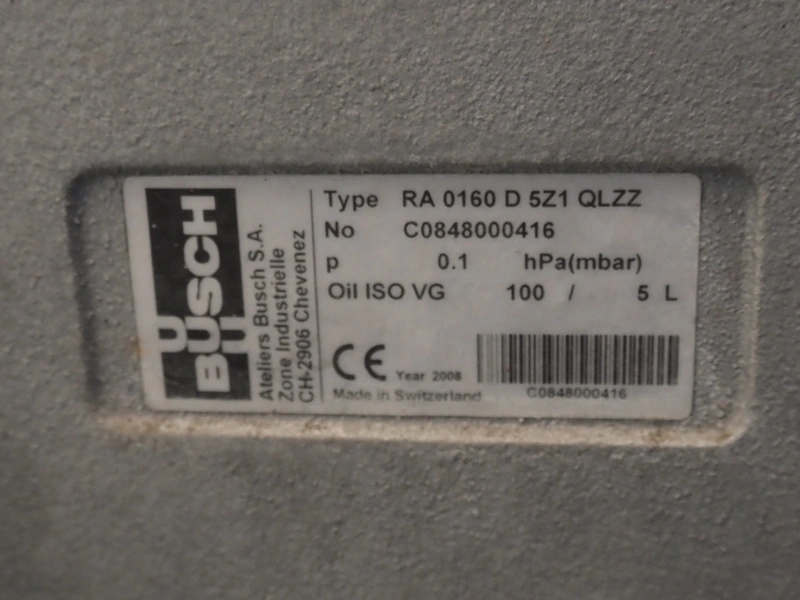 BUSCH
Ateliers Busch S.A.
Zone Industrielle
CH-2906 Chevenez
Type RA 0160 D 5Z1 QLZZ
No C0848000416
p 0.1 hPa(mbar)
Oil ISO VG 100 / 5 L
CE Year 2008
Made in Switzerland
C0848000416